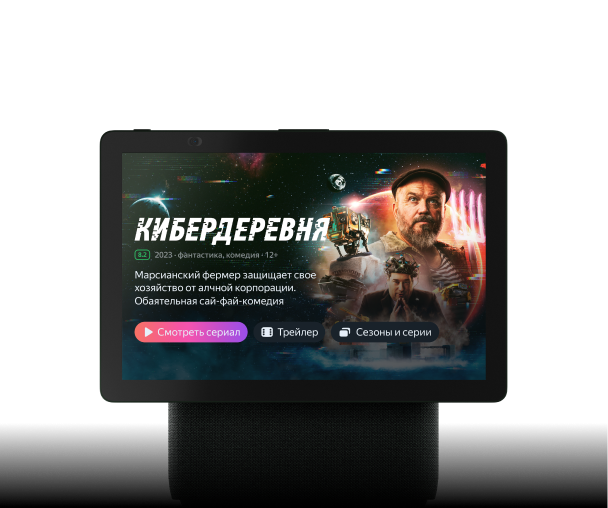 КИБЕРДЕРЕВНЯ
8.2 2023 · фантастика, комедия · 12+
Марсианский фермер защищает свое
хозяйство от алчной корпорации.
Обаятельная сай-фай-комедия
Смотреть сериал Трейлер Сезоны и серии